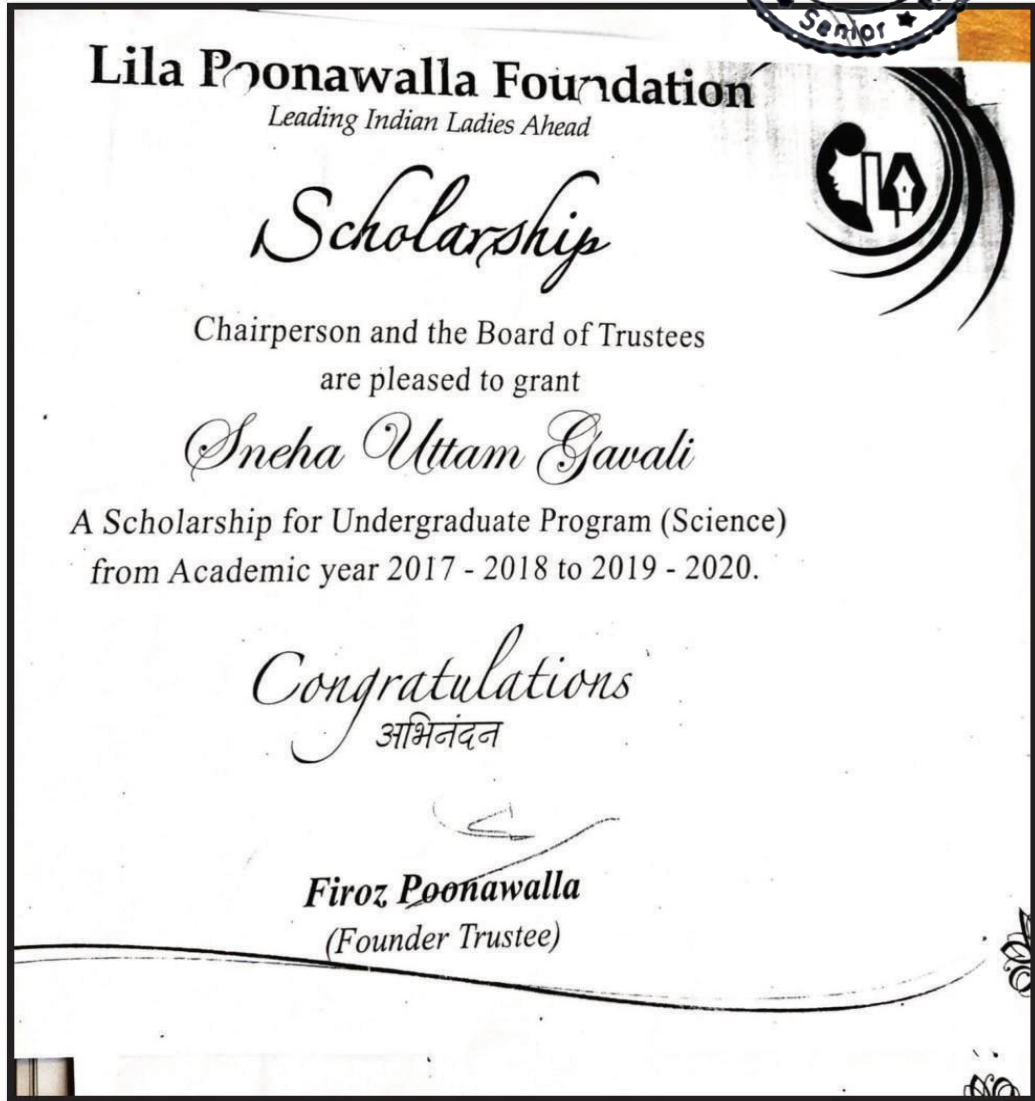 Senior ★
Lila Poonawalla Foundation
Leading Indian Ladies Ahead
Scholarship
Chairperson and the Board of Trustees
are pleased to grant
Sneha Uttam Gavali
A Scholarship for Undergraduate Program (Science)
from Academic year 2017 - 2018 to 2019 - 2020.
Congratulations
अभिनंदन
Firoz Poonawalla
(Founder Trustee)